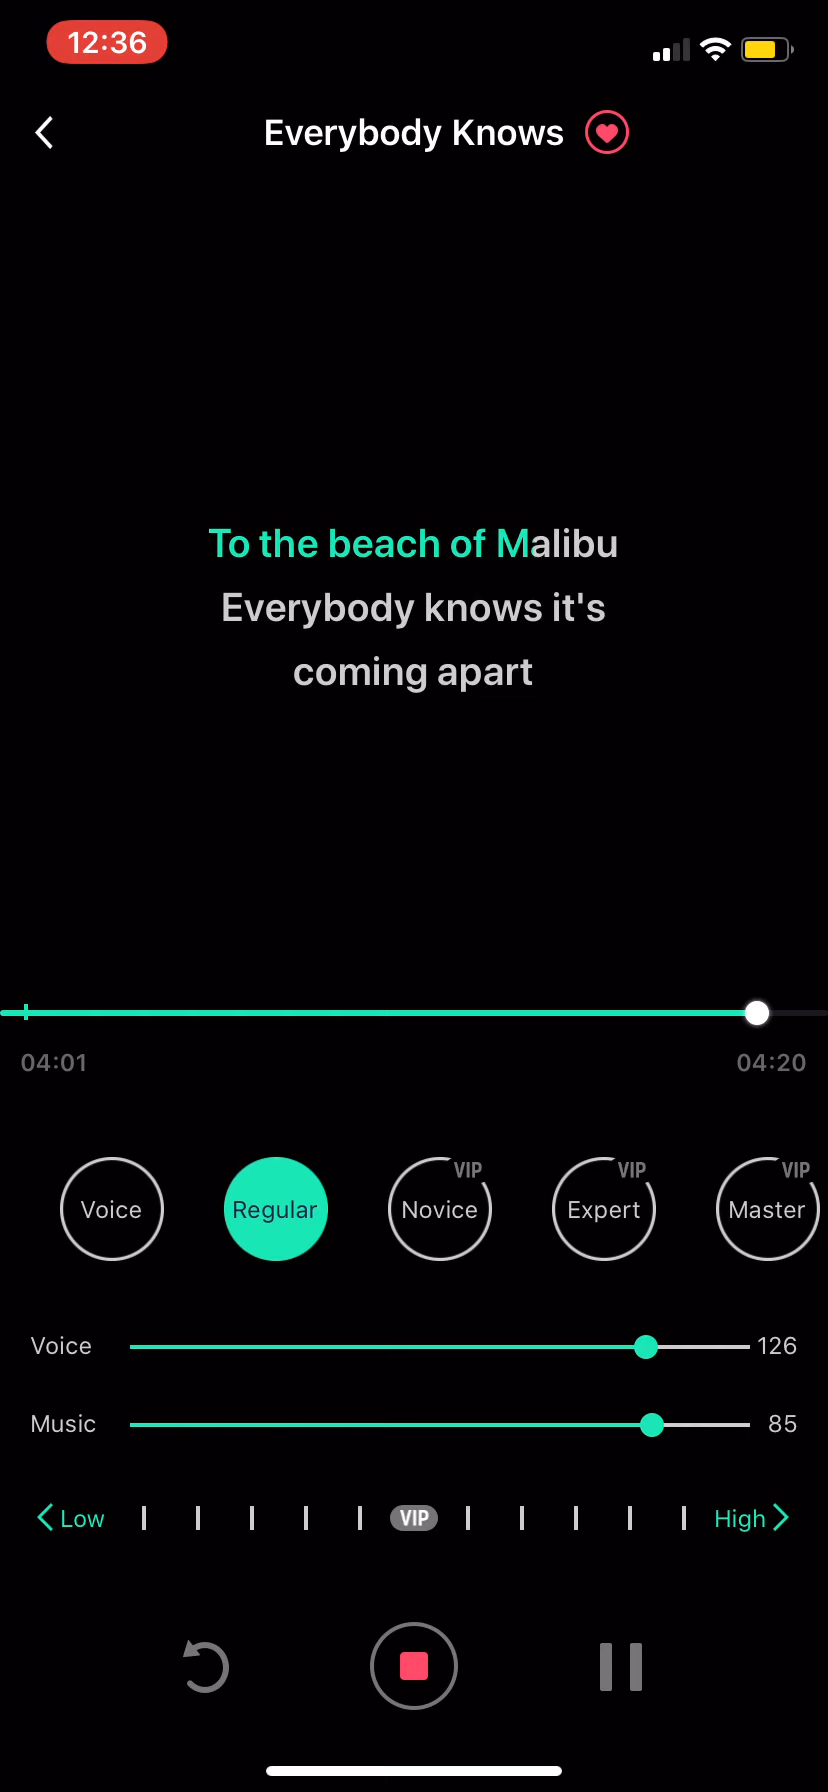 12:36
Everybody Knows
To the beach of Malibu
Everybody knows it's
coming apart
04:01 04:20
VIP VIP VIP
Voice Regular Novice Expert Master
Voice 126
Music 85
Low VIP High